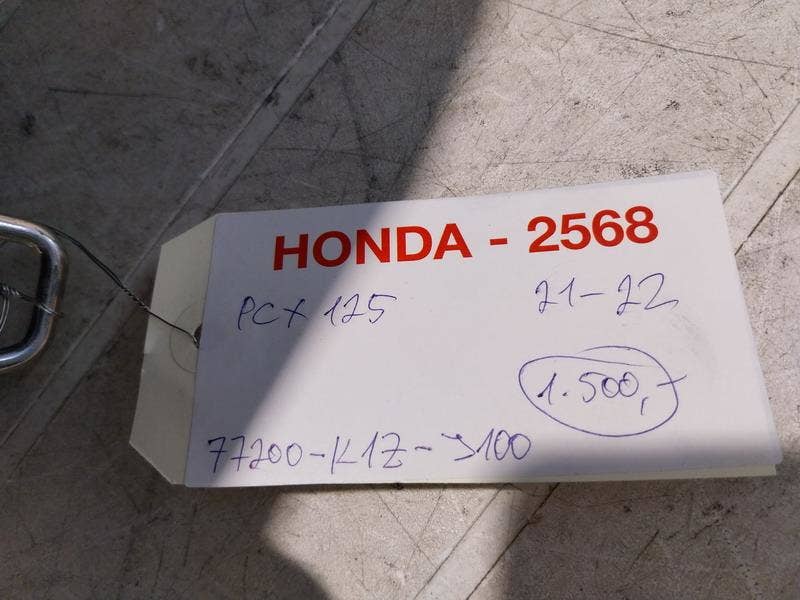 HONDA - 2568
PCX 125 21-22
1.500,-
77200-K1Z-J100